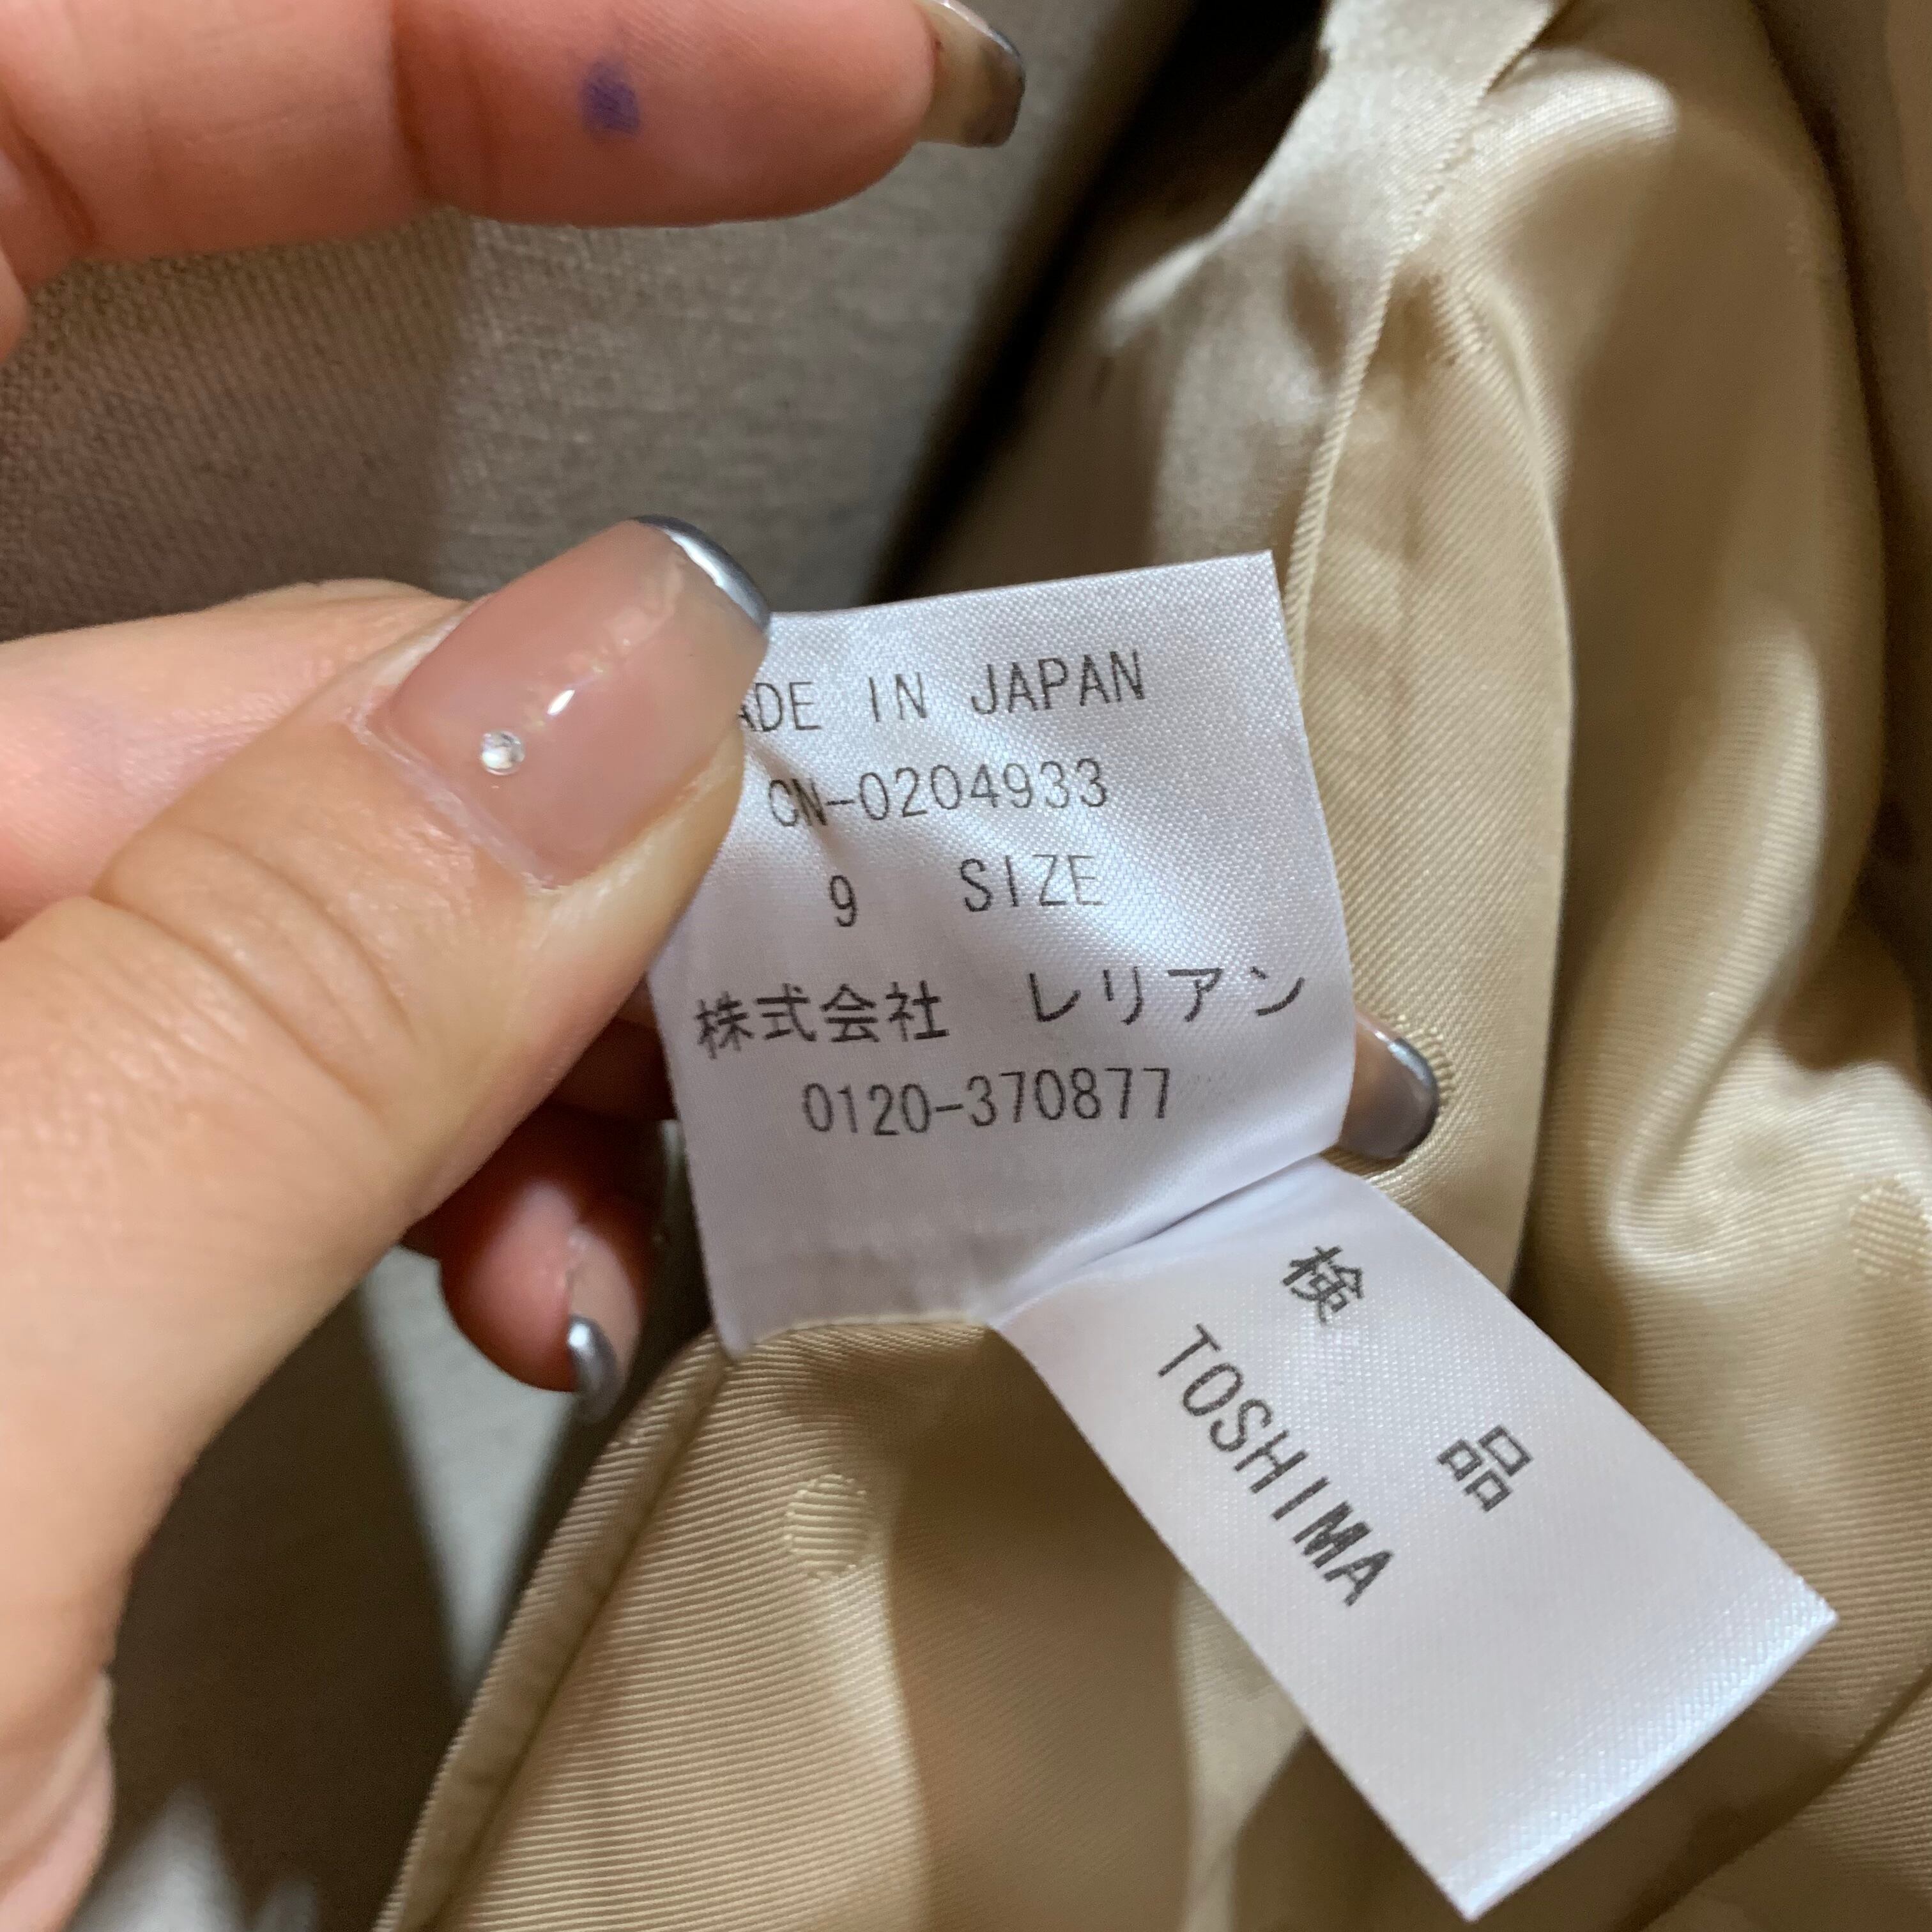 ADE IN JAPAN
CN-0204933
9 SIZE
株式会社 レリアン
0120-370877
検品
TOSHIMA